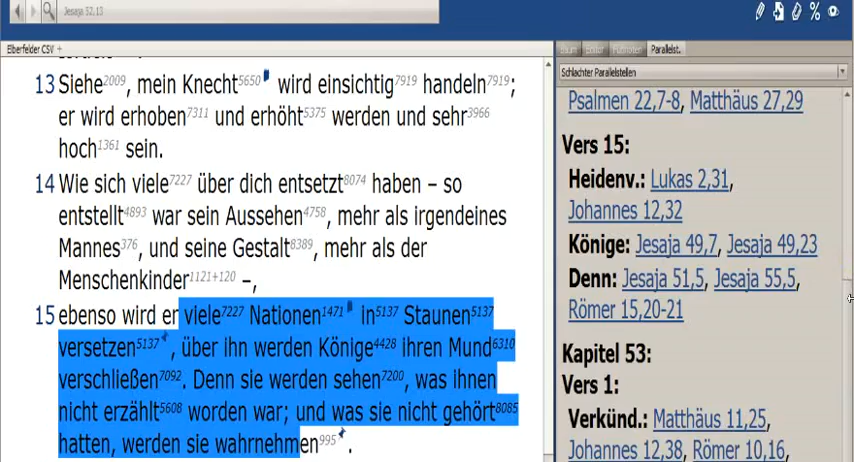 Jesaja 52,13
Elberfelder CSV +
13 Siehe2009, mein Knecht5650 wird einsichtig7919 handeln7919;
er wird erhoben7311 und erhöht5375 werden und sehr3966
hoch1361 sein.
14 Wie sich viele7227 über dich entsetzt8074 haben – so
entstellt4893 war sein Aussehen4758, mehr als irgendeines
Mannes376, und seine Gestalt8389, mehr als der
Menschenkinder1121+120 –,
15 ebenso wird er viele7227 Nationen1471 in5137 Staunen5137
versetzen5137, über ihn werden Könige4428 ihren Mund6310
verschließen7092. Denn sie werden sehen7200, was ihnen
nicht erzählt5608 worden war; und was sie nicht gehört8085
hatten, werden sie wahrnehmen995.
Baum Editor Fußnoten Parallelst.
Schlachter Parallelstellen
Psalmen 22,7-8, Matthäus 27,29
Vers 15:
Heidenv.: Lukas 2,31,
Johannes 12,32
Könige: Jesaja 49,7, Jesaja 49,23
Denn: Jesaja 51,5, Jesaja 55,5,
Römer 15,20-21
Kapitel 53:
Vers 1:
Verkünd.: Matthäus 11,25,
Johannes 12,38, Römer 10,16,